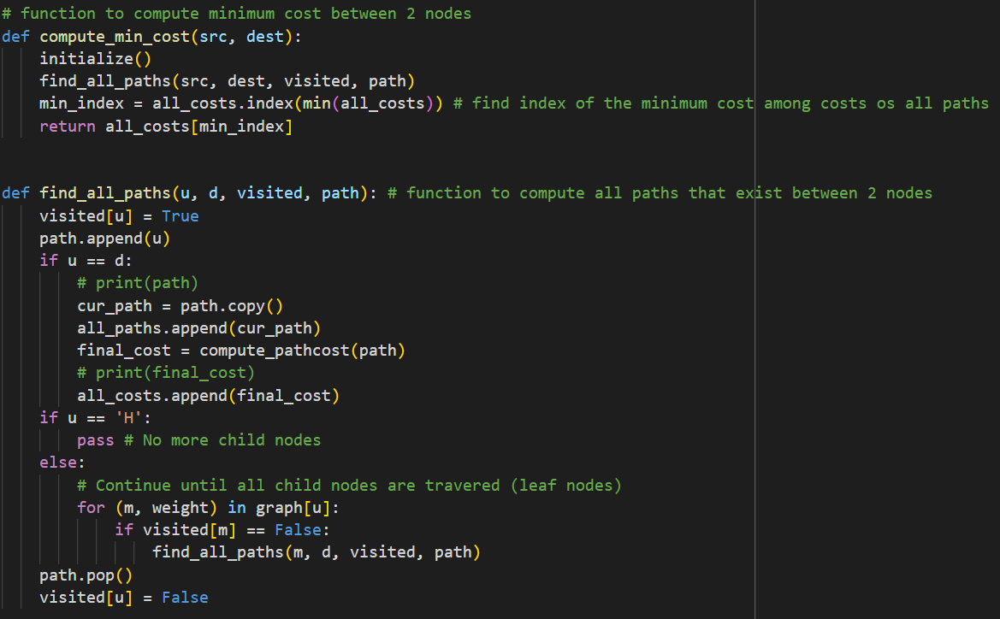 # function to compute minimum cost between 2 nodes
def compute_min_cost(src, dest):
    initialize()
    find_all_paths(src, dest, visited, path)
    min_index = all_costs.index(min(all_costs)) # find index of the minimum cost among costs os all paths
    return all_costs[min_index]
def find_all_paths(u, d, visited, path): # function to compute all paths that exist between 2 nodes
    visited[u] = True
    path.append(u)
    if u == d:
        # print(path)
        cur_path = path.copy()
        all_paths.append(cur_path)
        final_cost = compute_pathcost(path)
        # print(final_cost)
        all_costs.append(final_cost)
    if u == 'H':
        pass # No more child nodes
    else:
        # Continue until all child nodes are travered (leaf nodes)
        for (m, weight) in graph[u]:
            if visited[m] == False:
                find_all_paths(m, d, visited, path)
    path.pop()
    visited[u] = False